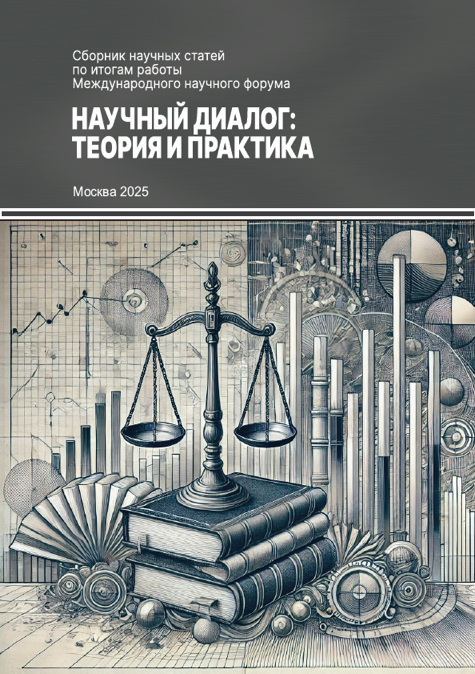 Сборник научных статей
по итогам работы
Международного научного форума
НАУЧНЫЙ ДИАЛОГ:
ТЕОРИЯ И ПРАКТИКА
Москва 2025